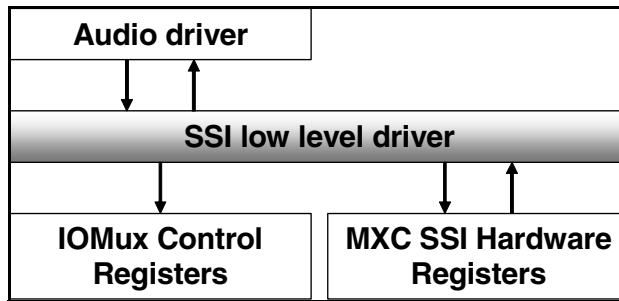 Audio driver
SSI low level driver
IOMux Control
Registers
MXC SSI Hardware
Registers